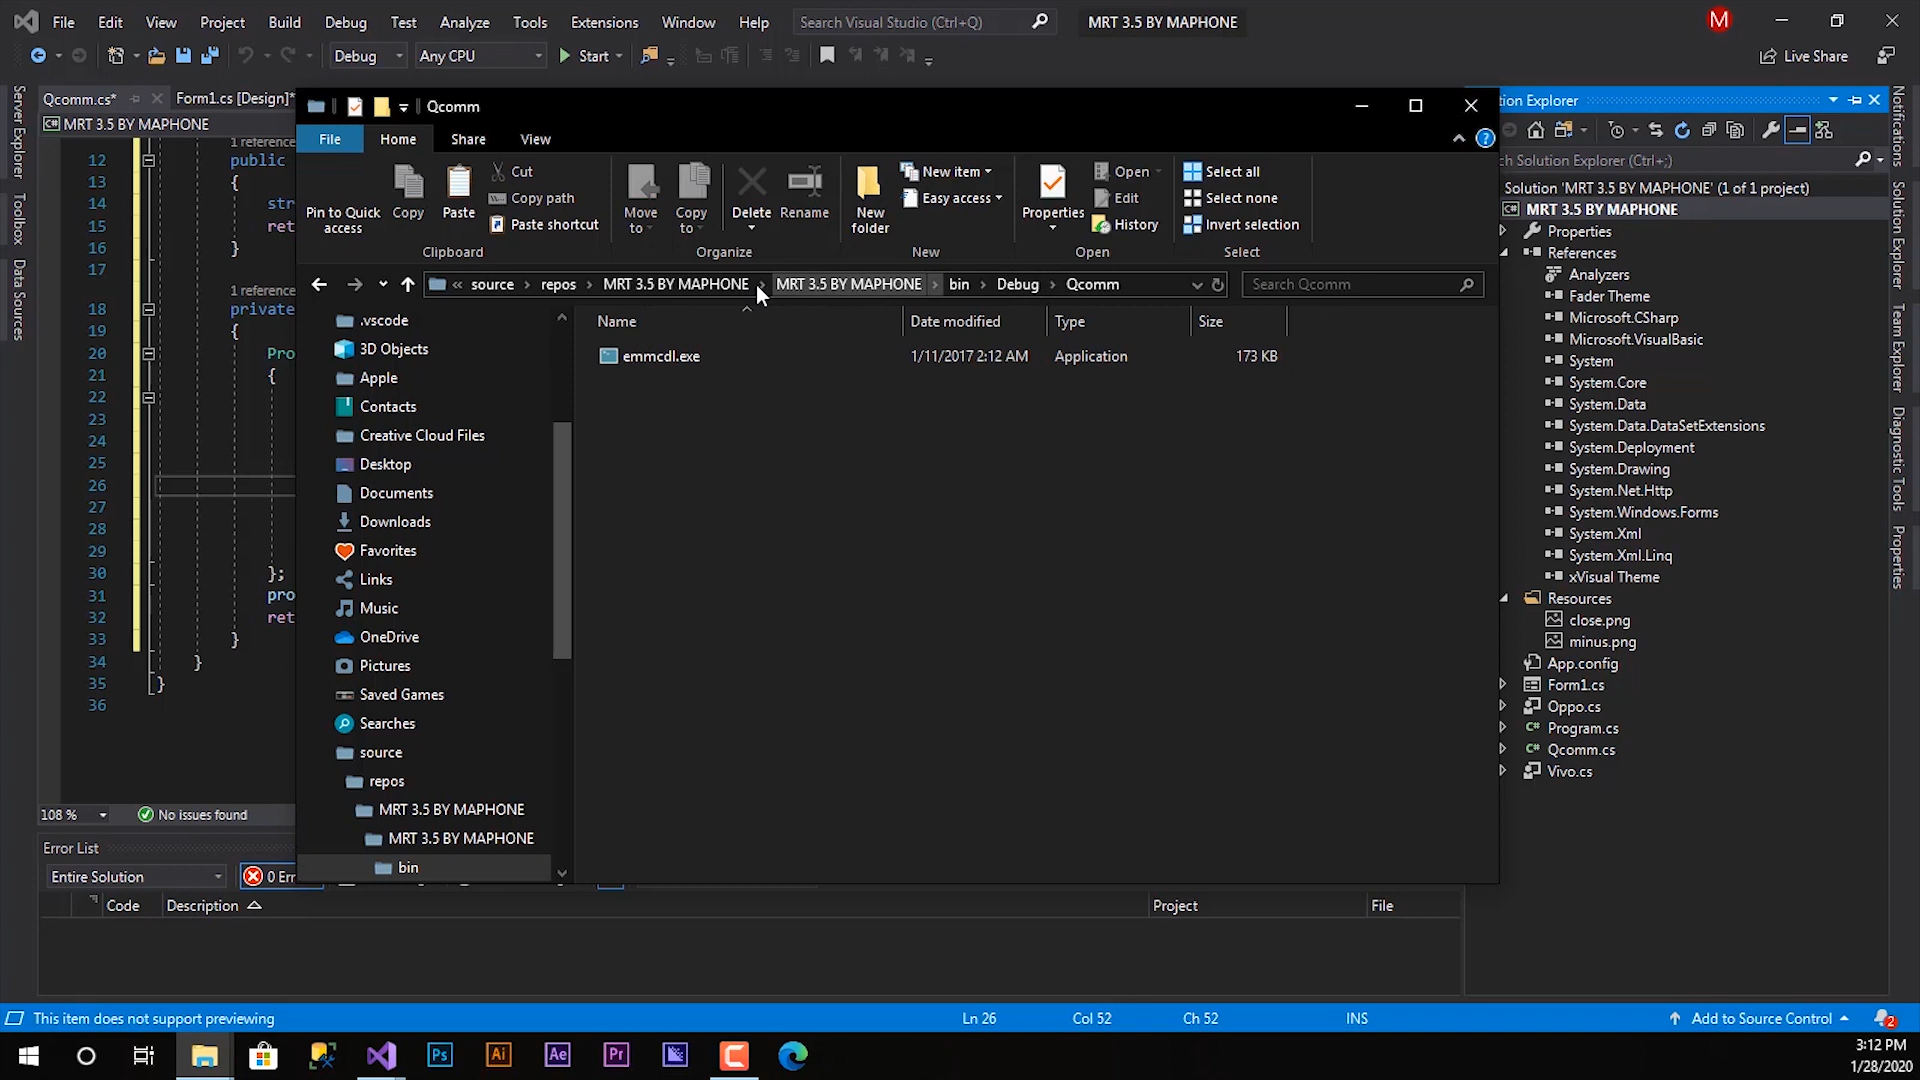 File Edit View Project Build Debug Test Analyze Tools Extensions Window Help Search Visual Studio (Ctrl+Q) MRT 3.5 BY MAPHONE M
Debug Any CPU Start Live Share
Qcomm.cs* Form1.cs [Design]*
MRT 3.5 BY MAPHONE
Server Explorer
Toolbox
Data Sources
1 reference
12 public
13 {
14 str
15 ret
16 }
17
1 reference
18 private
19 {
20 Pro
21 {
22
23
24
25
26
27
28
29
30 };
31 pro
32 ret
33 }
34 }
35 }
36
108 % No issues found
Error List
Entire Solution 0 Err
Code Description Project File
Qcomm
File Home Share View
Pin to Quick access
Copy
Paste
Cut
Copy path
Paste shortcut
Clipboard
Move to
Copy to
Delete
Rename
Organize
New folder
New item
Easy access
New
Properties
Open
Edit
History
Open
Select all
Select none
Invert selection
Select
« source › repos › MRT 3.5 BY MAPHONE › MRT 3.5 BY MAPHONE › bin › Debug › Qcomm
Search Qcomm
.vscode
3D Objects
Apple
Contacts
Creative Cloud Files
Desktop
Documents
Downloads
Favorites
Links
Music
OneDrive
Pictures
Saved Games
Searches
source
repos
MRT 3.5 BY MAPHONE
MRT 3.5 BY MAPHONE
bin
Name Date modified Type Size
emmcdl.exe 1/11/2017 2:12 AM Application 173 KB
ion Explorer
ch Solution Explorer (Ctrl+;)
Solution 'MRT 3.5 BY MAPHONE' (1 of 1 project)
MRT 3.5 BY MAPHONE
Properties
References
Analyzers
Fader Theme
Microsoft.CSharp
Microsoft.VisualBasic
System
System.Core
System.Data
System.Data.DataSetExtensions
System.Deployment
System.Drawing
System.Net.Http
System.Windows.Forms
System.Xml
System.Xml.Linq
xVisual Theme
Resources
close.png
minus.png
App.config
Form1.cs
Oppo.cs
Program.cs
Qcomm.cs
Vivo.cs
Notifications
Solution Explorer
Team Explorer
Diagnostic Tools
Properties
This item does not support previewing Ln 26 Col 52 Ch 52 INS Add to Source Control 2
Ps Ai Ae Pr
3:12 PM
1/28/2020